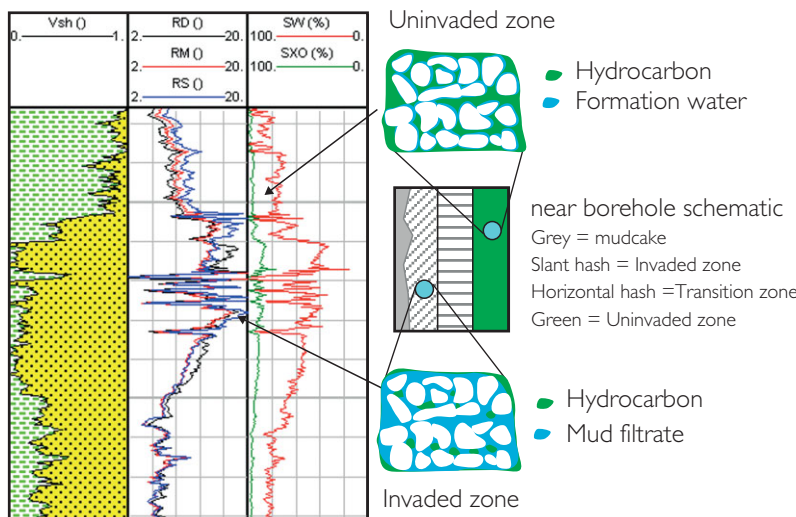 Vsh ()
0. 1.
RD ()
2. 20.
RM ()
2. 20.
RS ()
2. 20.
SW (%)
100. 0.
SXO (%)
100. 0.
Uninvaded zone
Hydrocarbon
Formation water
near borehole schematic
Grey = mudcake
Slant hash = Invaded zone
Horizontal hash =Transition zone
Green = Uninvaded zone
Hydrocarbon
Mud filtrate
Invaded zone